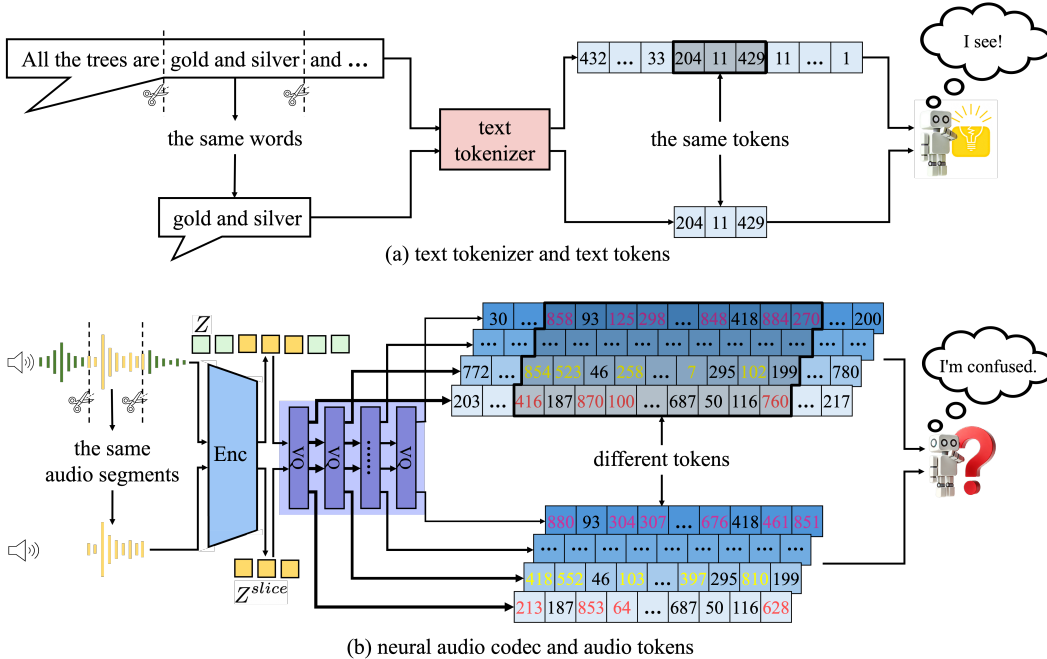 All the trees are gold and silver and ...
the same words
gold and silver
text
tokenizer
432 ... 33 204 11 429 11 ... 1
the same tokens
204 11 429
I see!
(a) text tokenizer and text tokens
Z
the same
audio segments
Enc
Z^{slice}
VQ VQ ...... VQ
30 ... 858 93 125 298 ... 848 418 884 270 ... 200
... ... ... ... ... ... ... ... ... ... ... ...
772 ... 854 523 46 258 ... 7 295 102 199 ... 780
203 ... 416 187 870 100 ... 687 50 116 760 ... 217
different tokens
880 93 304 307 ... 676 418 461 851
... ... ... ... ... ... ... ... ...
418 552 46 103 ... 397 295 810 199
213 187 853 64 ... 687 50 116 628
I'm confused.
(b) neural audio codec and audio tokens